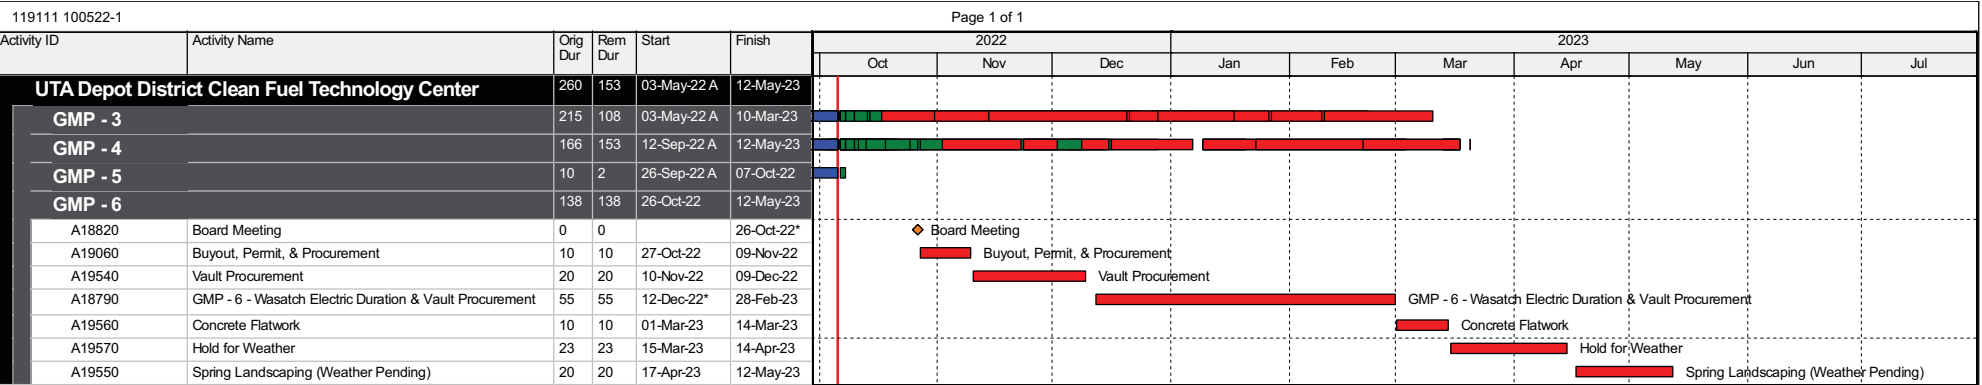 119111 100522-1 Page 1 of 1
Activity ID Activity Name Orig Dur Rem Dur Start Finish 2022 2023
Oct Nov Dec Jan Feb Mar Apr May Jun Jul
UTA Depot District Clean Fuel Technology Center 260 153 03-May-22 A 12-May-23
GMP - 3 215 108 03-May-22 A 10-Mar-23
GMP - 4 166 153 12-Sep-22 A 12-May-23
GMP - 5 10 2 26-Sep-22 A 07-Oct-22
GMP - 6 138 138 26-Oct-22 12-May-23
A18820 Board Meeting 0 0 26-Oct-22* Board Meeting
A19060 Buyout, Permit, & Procurement 10 10 27-Oct-22 09-Nov-22 Buyout, Permit, & Procurement
A19540 Vault Procurement 20 20 10-Nov-22 09-Dec-22 Vault Procurement
A18790 GMP - 6 - Wasatch Electric Duration & Vault Procurement 55 55 12-Dec-22* 28-Feb-23 GMP - 6 - Wasatch Electric Duration & Vault Procurement
A19560 Concrete Flatwork 10 10 01-Mar-23 14-Mar-23 Concrete Flatwork
A19570 Hold for Weather 23 23 15-Mar-23 14-Apr-23 Hold for Weather
A19550 Spring Landscaping (Weather Pending) 20 20 17-Apr-23 12-May-23 Spring Landscaping (Weather Pending)